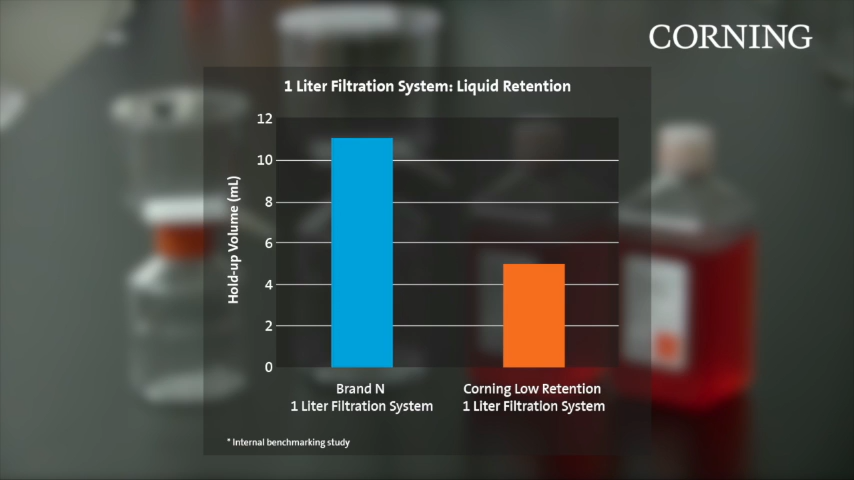 CORNING
1 Liter Filtration System: Liquid Retention
12
10
8
6
4
2
0
Hold-up Volume (mL)
Brand N
1 Liter Filtration System
Corning Low Retention
1 Liter Filtration System
* Internal benchmarking study